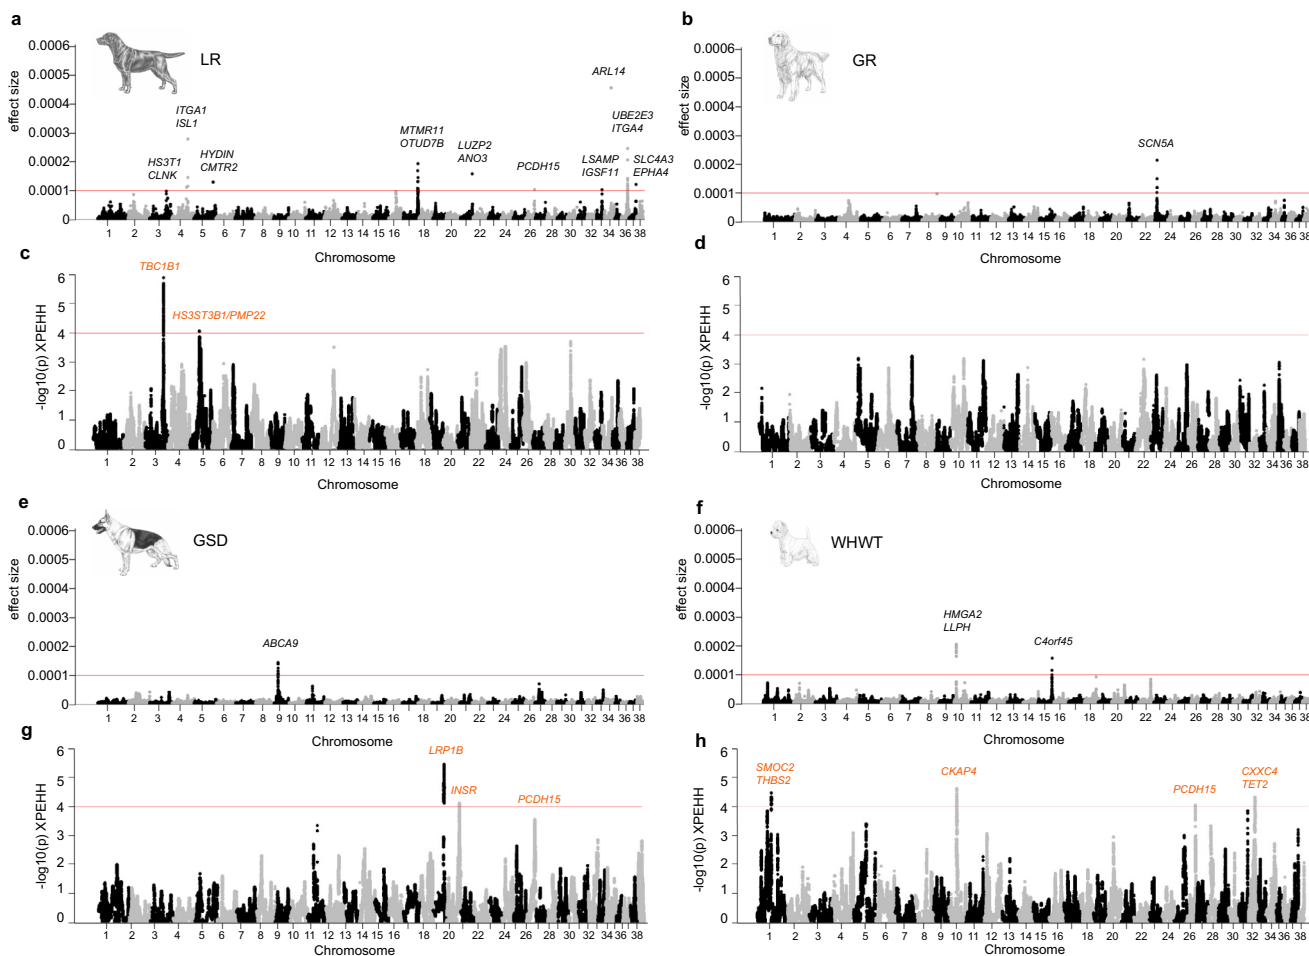 a
LR
effect size
0.0006
0.0005
0.0004
0.0003
0.0002
0.0001
0
HS3T1
CLNK
ITGA1
ISL1
HYDIN
CMTR2
MTMR11
OTUD7B
LUZP2
ANO3
PCDH15
ARL14
LSAMP
IGSF11
UBE2E3
ITGA4
SLC4A3
EPHA4
1 2 3 4 5 6 7 8 9 10 11 12 13 14 15 16 18 20 22 24 26 28 30 32 34 36 38
Chromosome
b
GR
effect size
0.0006
0.0005
0.0004
0.0003
0.0002
0.0001
0
SCN5A
1 2 3 4 5 6 7 8 9 10 11 12 13 14 15 16 18 20 22 24 26 28 30 32 34 36 38
Chromosome
c
-log10(p) XPEHH
6
5
4
3
2
1
0
TBC1B1
HS3ST3B1/PMP22
1 2 3 4 5 6 7 8 9 10 11 12 13 14 15 16 18 20 22 24 26 28 30 32 34 36 38
Chromosome
d
-log10(p) XPEHH
6
5
4
3
2
1
0
1 2 3 4 5 6 7 8 9 10 11 12 13 14 15 16 18 20 22 24 26 28 30 32 34 36 38
Chromosome
e
GSD
effect size
0.0006
0.0005
0.0004
0.0003
0.0002
0.0001
0
ABCA9
1 2 3 4 5 6 7 8 9 10 11 12 13 14 15 16 18 20 22 24 26 28 30 32 34 36 38
Chromosome
f
WHWT
effect size
0.0006
0.0005
0.0004
0.0003
0.0002
0.0001
0
HMGA2
LLPH
C4orf45
1 2 3 4 5 6 7 8 9 10 11 12 13 14 15 16 18 20 22 24 26 28 30 32 34 36 38
Chromosome
g
-log10(p) XPEHH
6
5
4
3
2
1
0
LRP1B
INSR
PCDH15
1 2 3 4 5 6 7 8 9 10 11 12 13 14 15 16 18 20 22 24 26 28 30 32 34 36 38
Chromosome
h
-log10(p) XPEHH
6
5
4
3
2
1
0
SMOC2
THBS2
CKAP4
PCDH15
CXXC4
TET2
1 2 3 4 5 6 7 8 9 10 11 12 13 14 15 16 18 20 22 24 26 28 30 32 34 36 38
Chromosome